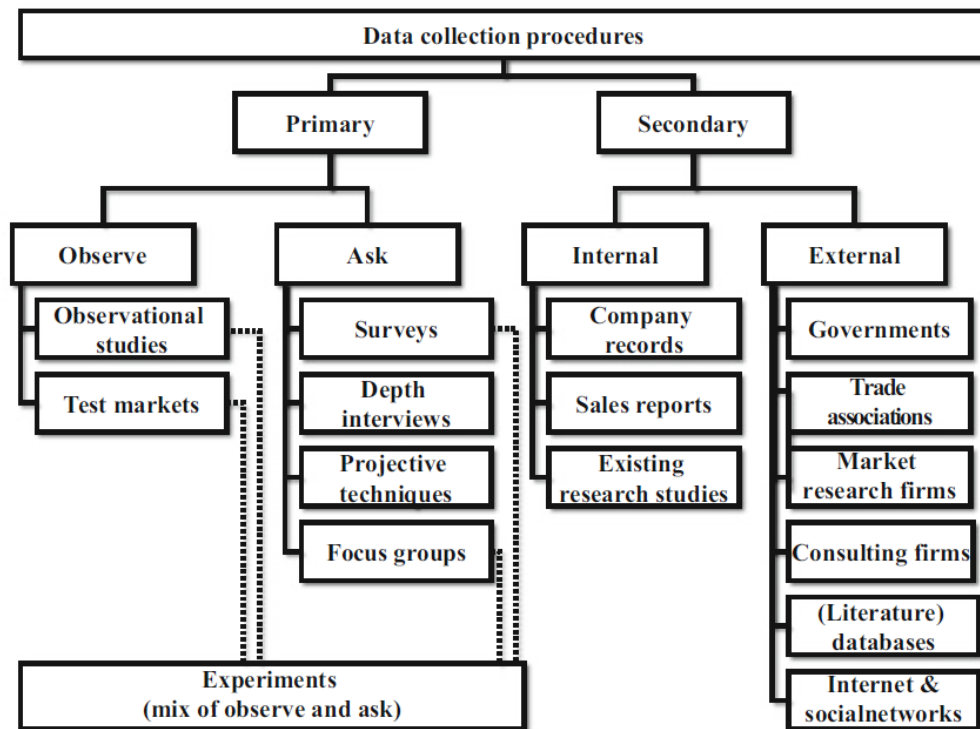 Data collection procedures
Primary
Secondary
Observe
Ask
Internal
External
Observational
studies
Test markets
Surveys
Depth
interviews
Projective
techniques
Focus groups
Company
records
Sales reports
Existing
research studies
Governments
Trade
associations
Market
research firms
Consulting firms
(Literature)
databases
Internet &
socialnetworks
Experiments
(mix of observe and ask)